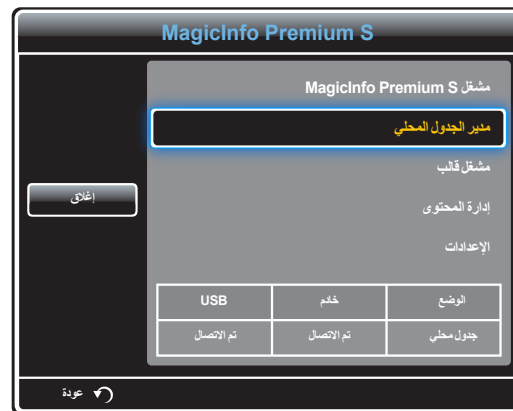 MagicInfo Premium S
مشغل MagicInfo Premium S
مدير الجدول المحلي
مشغل قالب
إدارة المحتوى
الإعدادات
إغلاق
الوضع خادم USB
جدول محلي تم الاتصال تم الاتصال
عودة